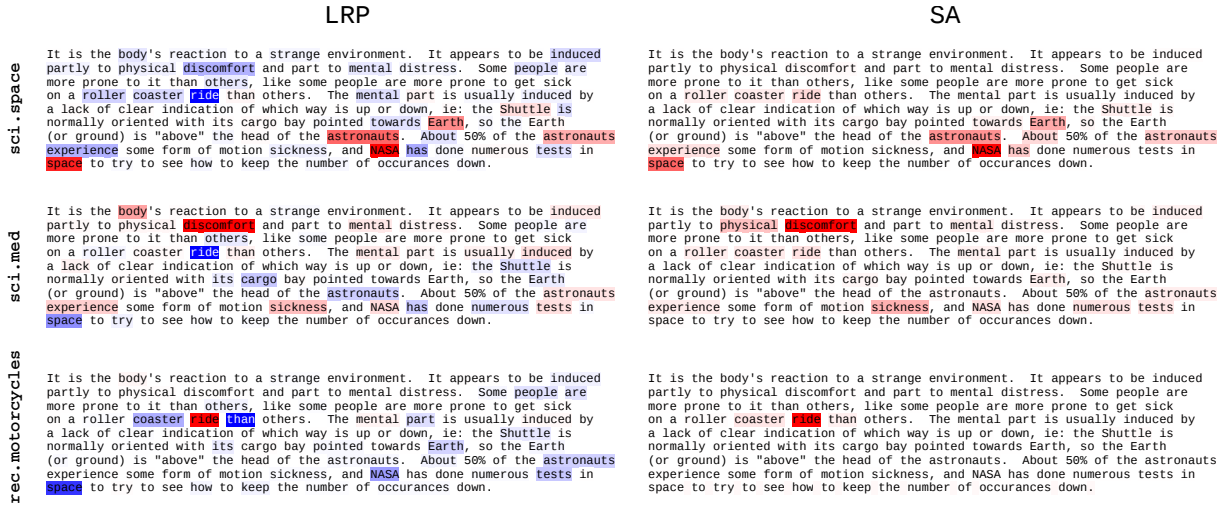 LRP
SA
sci.space
It is the body's reaction to a strange environment.  It appears to be induced
partly to physical discomfort and part to mental distress.  Some people are
more prone to it than others, like some people are more prone to get sick
on a roller coaster ride than others.  The mental part is usually induced by
a lack of clear indication of which way is up or down, ie: the Shuttle is
normally oriented with its cargo bay pointed towards Earth, so the Earth
(or ground) is "above" the head of the astronauts.  About 50% of the astronauts
experience some form of motion sickness, and NASA has done numerous tests in
space to try to see how to keep the number of occurances down.
It is the body's reaction to a strange environment.  It appears to be induced
partly to physical discomfort and part to mental distress.  Some people are
more prone to it than others, like some people are more prone to get sick
on a roller coaster ride than others.  The mental part is usually induced by
a lack of clear indication of which way is up or down, ie: the Shuttle is
normally oriented with its cargo bay pointed towards Earth, so the Earth
(or ground) is "above" the head of the astronauts.  About 50% of the astronauts
experience some form of motion sickness, and NASA has done numerous tests in
space to try to see how to keep the number of occurances down.
sci.med
It is the body's reaction to a strange environment.  It appears to be induced
partly to physical discomfort and part to mental distress.  Some people are
more prone to it than others, like some people are more prone to get sick
on a roller coaster ride than others.  The mental part is usually induced by
a lack of clear indication of which way is up or down, ie: the Shuttle is
normally oriented with its cargo bay pointed towards Earth, so the Earth
(or ground) is "above" the head of the astronauts.  About 50% of the astronauts
experience some form of motion sickness, and NASA has done numerous tests in
space to try to see how to keep the number of occurances down.
It is the body's reaction to a strange environment.  It appears to be induced
partly to physical discomfort and part to mental distress.  Some people are
more prone to it than others, like some people are more prone to get sick
on a roller coaster ride than others.  The mental part is usually induced by
a lack of clear indication of which way is up or down, ie: the Shuttle is
normally oriented with its cargo bay pointed towards Earth, so the Earth
(or ground) is "above" the head of the astronauts.  About 50% of the astronauts
experience some form of motion sickness, and NASA has done numerous tests in
space to try to see how to keep the number of occurances down.
rec.motorcycles
It is the body's reaction to a strange environment.  It appears to be induced
partly to physical discomfort and part to mental distress.  Some people are
more prone to it than others, like some people are more prone to get sick
on a roller coaster ride than others.  The mental part is usually induced by
a lack of clear indication of which way is up or down, ie: the Shuttle is
normally oriented with its cargo bay pointed towards Earth, so the Earth
(or ground) is "above" the head of the astronauts.  About 50% of the astronauts
experience some form of motion sickness, and NASA has done numerous tests in
space to try to see how to keep the number of occurances down.
It is the body's reaction to a strange environment.  It appears to be induced
partly to physical discomfort and part to mental distress.  Some people are
more prone to it than others, like some people are more prone to get sick
on a roller coaster ride than others.  The mental part is usually induced by
a lack of clear indication of which way is up or down, ie: the Shuttle is
normally oriented with its cargo bay pointed towards Earth, so the Earth
(or ground) is "above" the head of the astronauts.  About 50% of the astronauts
experience some form of motion sickness, and NASA has done numerous tests in
space to try to see how to keep the number of occurances down.